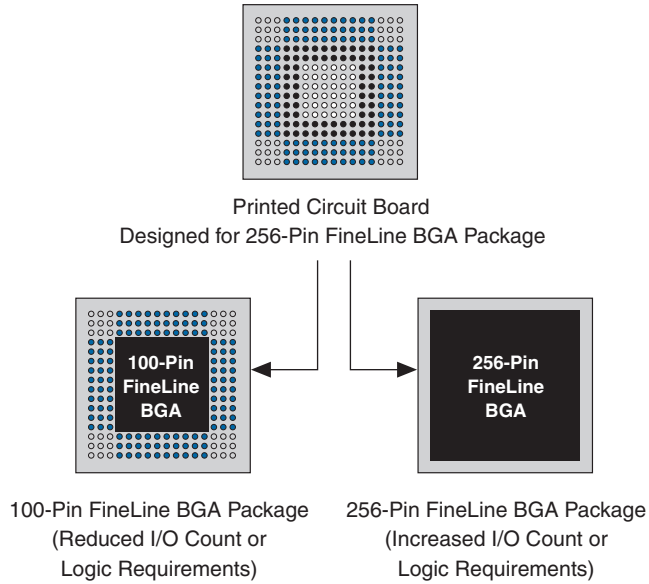 Printed Circuit Board
Designed for 256-Pin FineLine BGA Package
100-Pin
FineLine
BGA
256-Pin
FineLine
BGA
100-Pin FineLine BGA Package
(Reduced I/O Count or
Logic Requirements)
256-Pin FineLine BGA Package
(Increased I/O Count or
Logic Requirements)